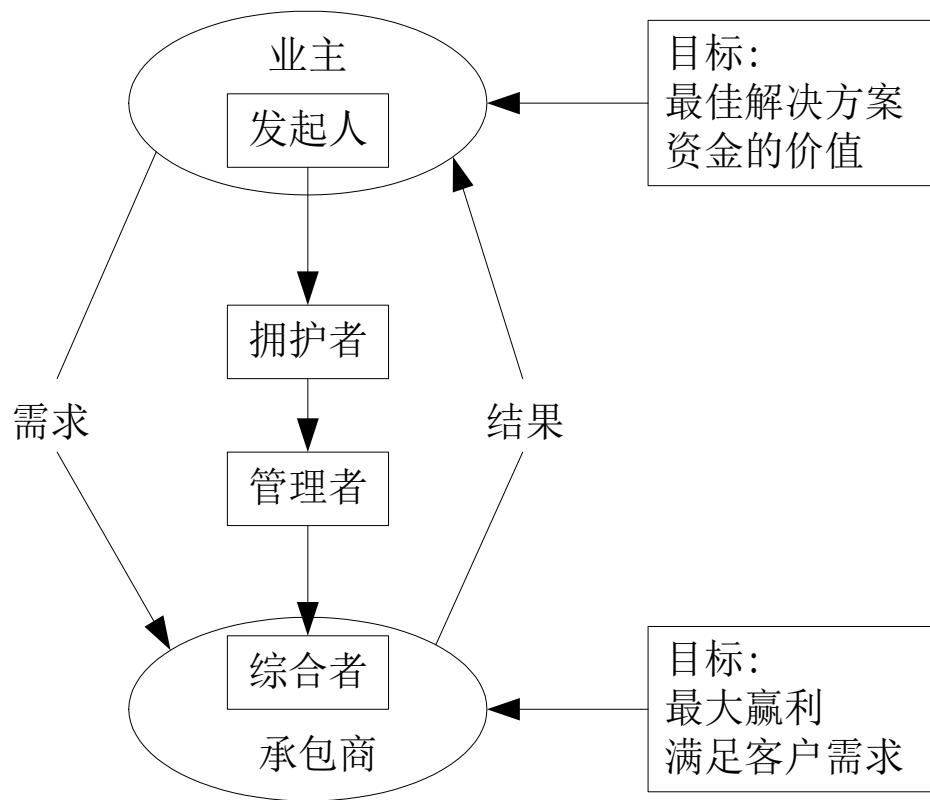 业主
发起人
目标:
最佳解决方案
资金的价值
拥护者
需求
结果
管理者
综合者
承包商
目标:
最大赢利
满足客户需求